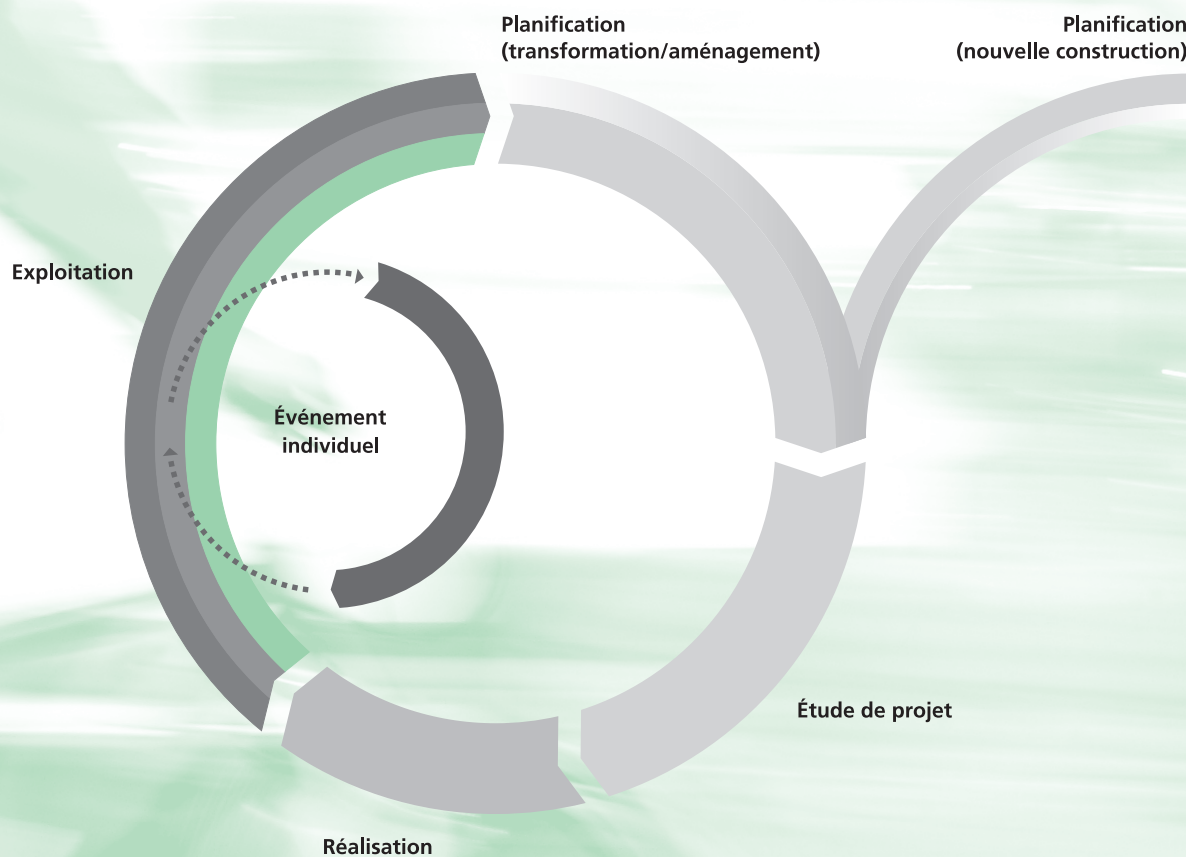 Planification
(transformation/aménagement)
Planification
(nouvelle construction)
Exploitation
Événement
individuel
Étude de projet
Réalisation